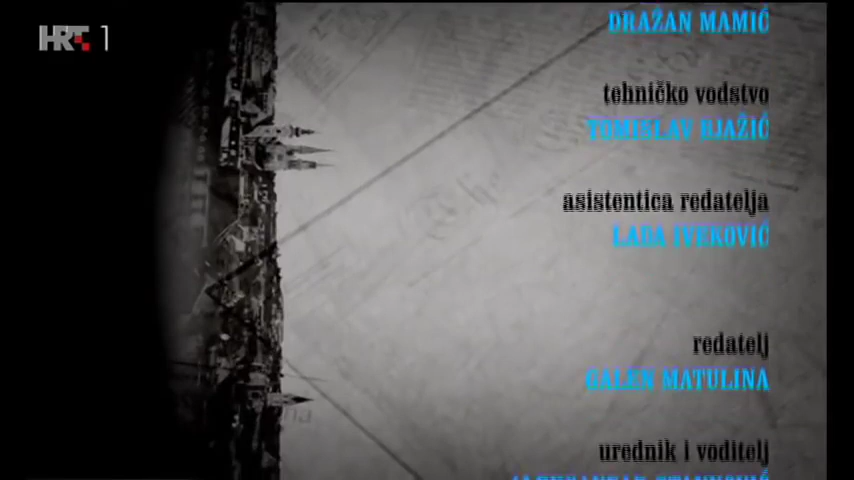 HRT 1
DRAŽAN MAMIĆ
tehničko vodstvo
TOMISLAV BJAŽIĆ
asistentica redatelja
LADA IVEKOVIĆ
redatelj
GALEN MATULINA
urednik i voditelj